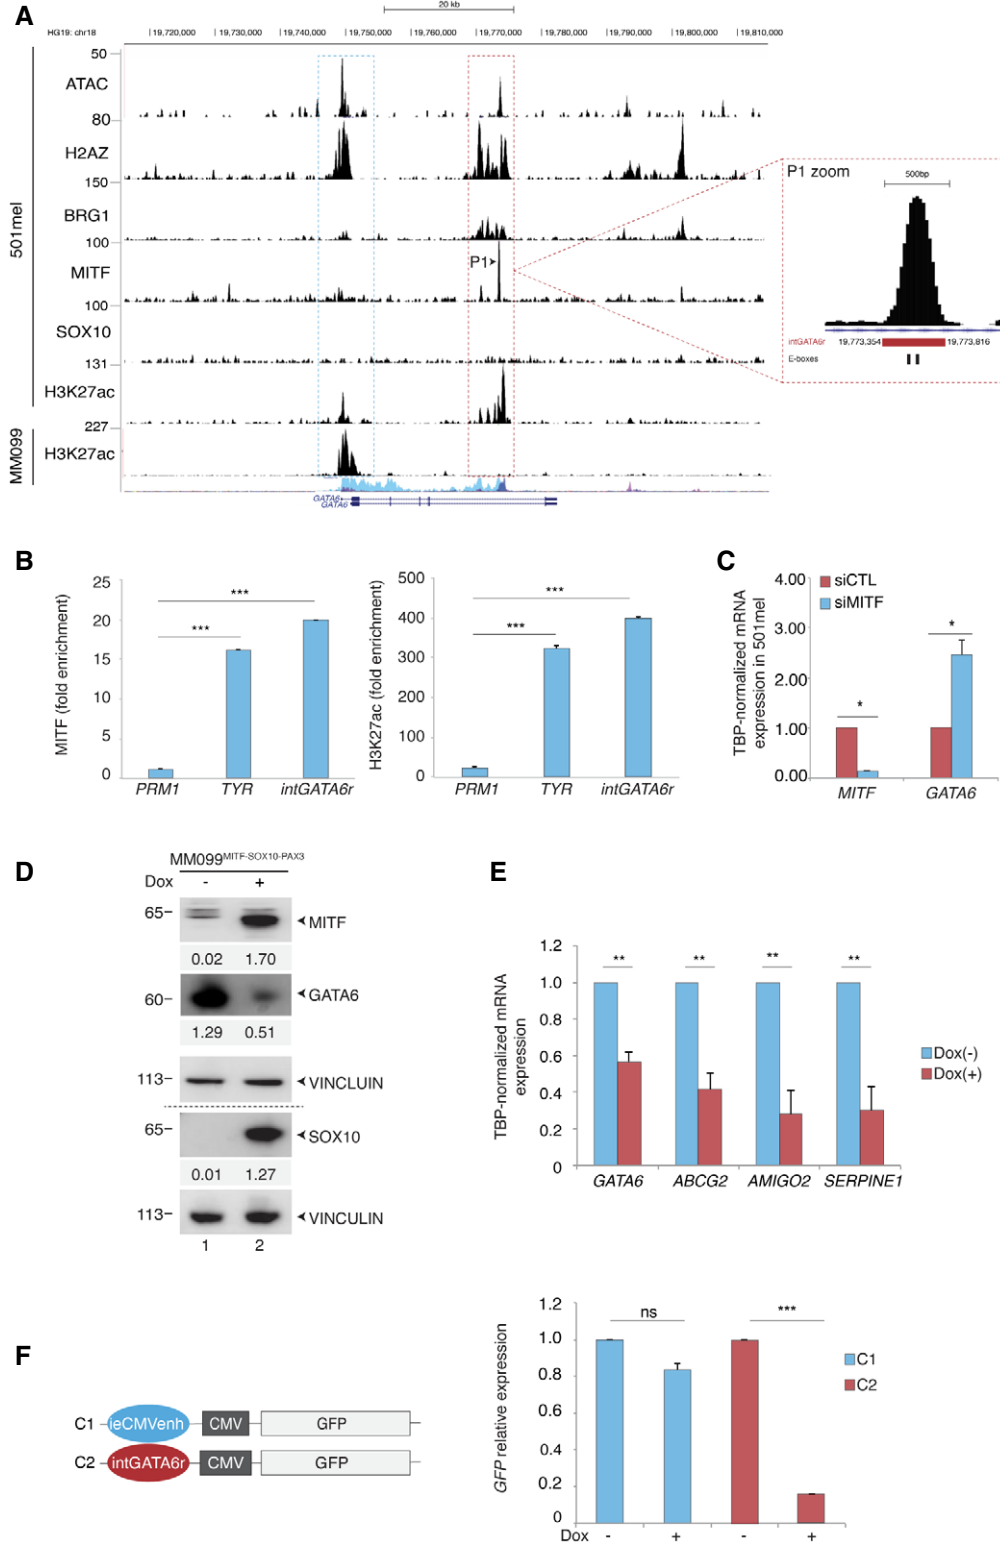 A
20 kb
HG19: chr18
|19,720,000 |19,730,000 |19,740,000 |19,750,000 |19,760,000 |19,770,000 |19,780,000 |19,790,000 |19,800,000 |19,810,000
50
ATAC
80
H2AZ
150
BRG1
100
MITF
P1
100
SOX10
131
H3K27ac
227
H3K27ac
501mel
MM099
GATA6
GATA6
P1 zoom
500bp
intGATA6r 19,773,354 19,773,816
E-boxes
B
MITF (fold enrichment)
25
20
15
10
5
0
***
***
PRM1 TYR intGATA6r
H3K27ac (fold enrichment)
500
400
300
200
100
0
***
***
PRM1 TYR intGATA6r
C
TBP-normalized mRNA
expression in 501mel
4.00
3.00
2.00
1.00
0.00
siCTL
siMITF
*
*
MITF GATA6
D
MM099MITF-SOX10-PAX3
Dox - +
65
MITF
0.02 1.70
60
GATA6
1.29 0.51
113
VINCLUIN
65
SOX10
0.01 1.27
113
VINCULIN
1 2
E
TBP-normalized mRNA
expression
1.2
1.0
0.8
0.6
0.4
0.2
0
** ** ** **
GATA6 ABCG2 AMIGO2 SERPINE1
Dox(-)
Dox(+)
F
C1 ieCMVenh CMV GFP
C2 intGATA6r CMV GFP
GFP relative expression
1.2
1.0
0.8
0.6
0.4
0.2
0
ns
***
Dox - + - +
C1
C2